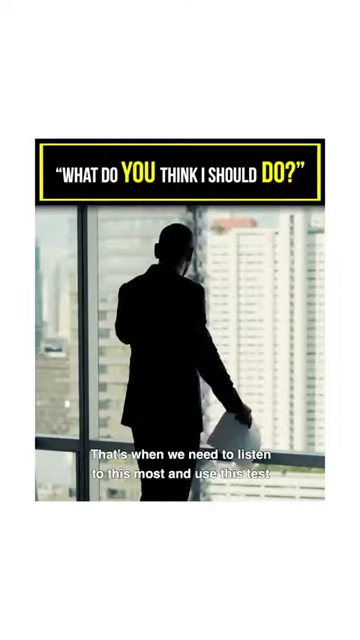 “WHAT DO YOU THINK I SHOULD DO?”
That's when we need to listen
to this most and use this test